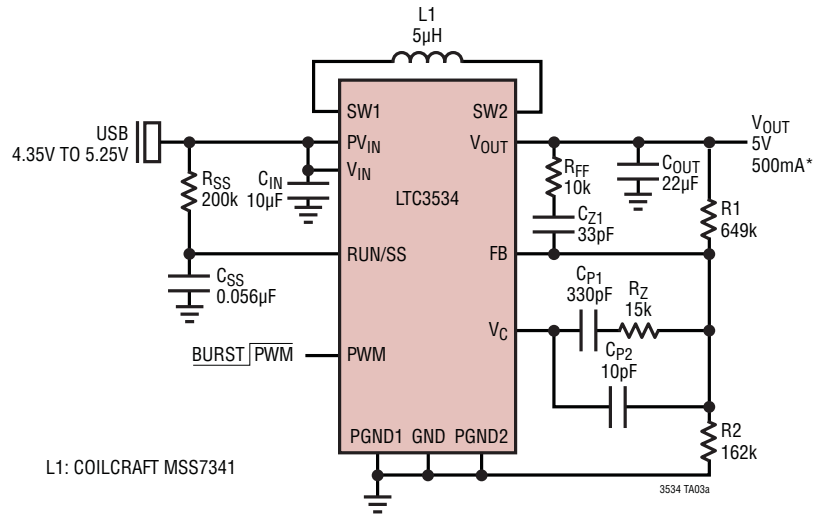 L1
5µH
SW1
SW2
USB
4.35V TO 5.25V
PVIN
VIN
VOUT
VOUT
5V
500mA*
RSS
200k
CIN
10µF
LTC3534
RFF
10k
COUT
22µF
CZ1
33pF
R1
649k
RUN/SS
FB
CSS
0.056µF
CP1
330pF
RZ
15k
VC
BURST PWM
PWM
CP2
10pF
PGND1 GND PGND2
R2
162k
L1: COILCRAFT MSS7341
3534 TA03a